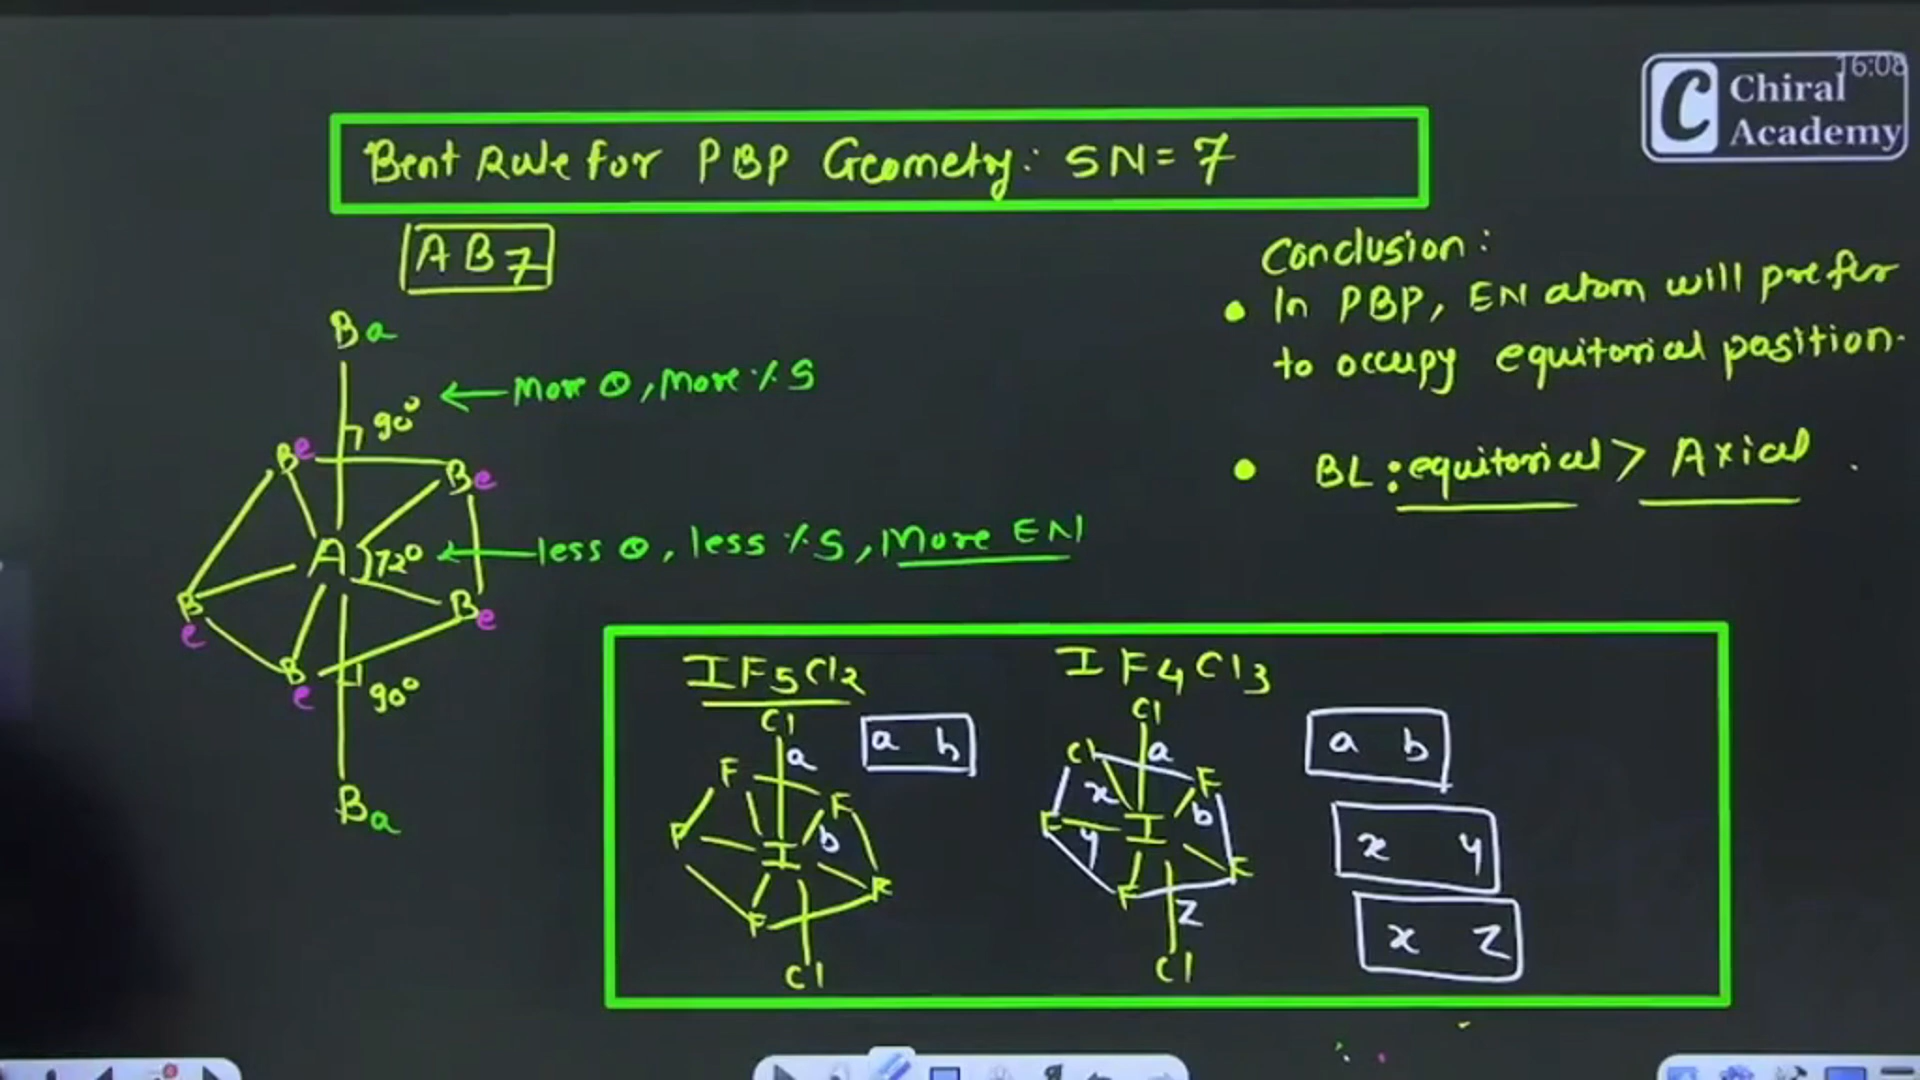 16:08
Chiral
Academy
Bent Rule for PBP Geometry: SN = 7
AB7
Conclusion:
• In PBP, EN atom will prefer
to occupy equitorial position.
• BL: equitorial > Axial.
Ba
90° ← More θ, More %S
Be
Be
A
72° ← less θ, less %S, More EN
B
e
Be
B
e
90°
Ba
IF5Cl2
Cl
a
F
F
F
b
I
F
F
Cl
a b
IF4Cl3
Cl
Cl
a
F
x
b
F
I
y
F
F
z
Cl
a b
x y
x z